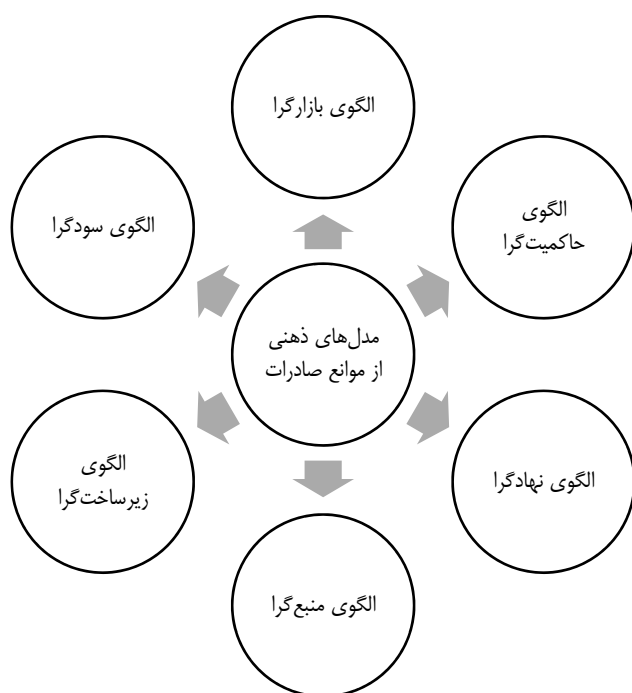 الگوی بازارگرا
الگوی
حاکمیت‌گرا
الگوی سودگرا
مدل‌های ذهنی
از موانع صادرات
الگوی نهادگرا
الگوی
زیرساخت‌گرا
الگوی منبع‌گرا